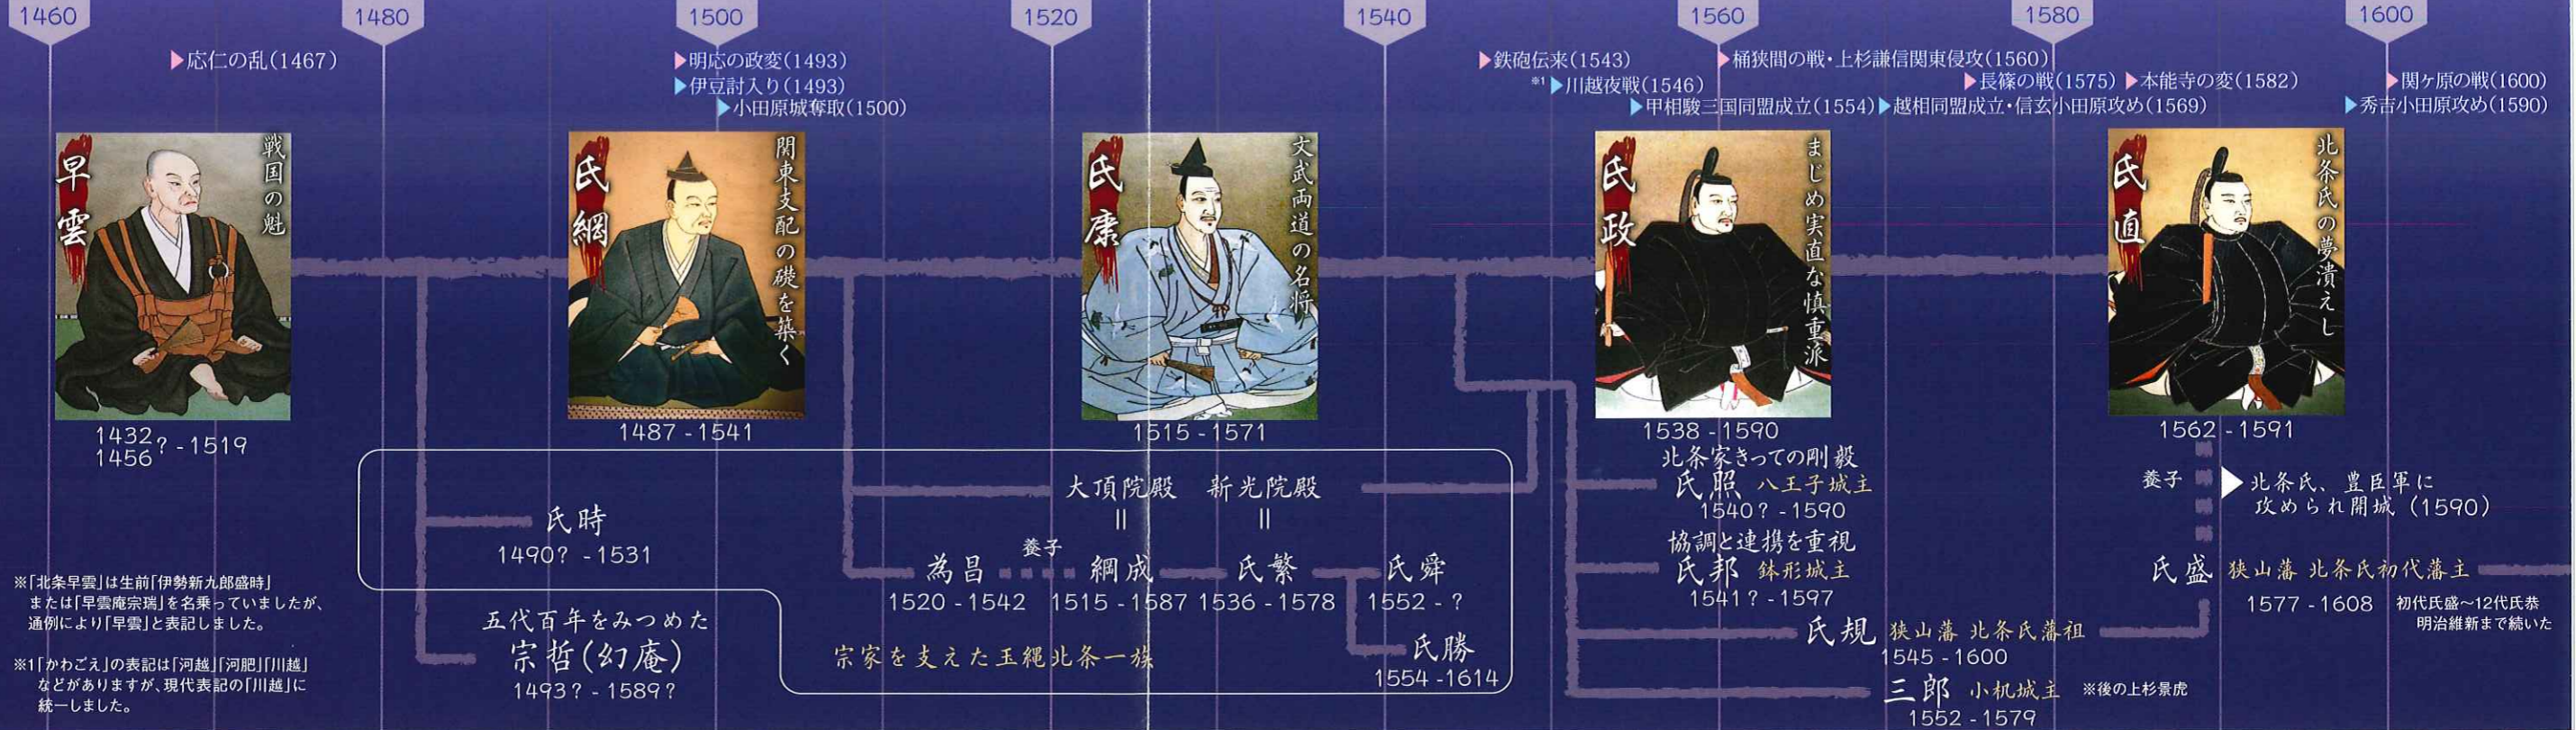 1460
1480
1500
1520
1540
1560
1580
1600
▶応仁の乱(1467)
▶明応の政変(1493)
▶伊豆討入り(1493)
▶小田原城奪取(1500)
▶鉄砲伝来(1543)
※1▶川越夜戦(1546)
▶甲相駿三国同盟成立(1554)
▶桶狭間の戦・上杉謙信関東侵攻(1560)
▶長篠の戦(1575)
▶本能寺の変(1582)
▶越相同盟成立・信玄小田原攻め(1569)
▶関ヶ原の戦(1600)
▶秀吉小田原攻め(1590)
早雲
戦国の魁
1432
1456
? - 1519
氏綱
関東支配の礎を築く
1487 - 1541
氏康
文武両道の名将
1515 - 1571
氏政
まじめ実直な慎重派
1538 - 1590
氏直
北条氏の夢潰えし
1562 - 1591
氏時
1490? - 1531
五代百年をみつめた
宗哲(幻庵)
1493? - 1589?
大頂院殿
新光院殿
=
=
為昌
1520 - 1542
養子
綱成
1515 - 1587
氏繁
1536 - 1578
氏舜
1552 - ?
氏勝
1554 - 1614
宗家を支えた玉縄北条一族
北条家きっての剛毅
氏照 八王子城主
1540? - 1590
協調と連携を重視
氏邦 鉢形城主
1541? - 1597
氏規 狭山藩 北条氏藩祖
1545 - 1600
三郎 小机城主 ※後の上杉景虎
1552 - 1579
養子
▶北条氏、豊臣軍に
攻められ開城(1590)
氏盛 狭山藩 北条氏初代藩主
1577 - 1608
初代氏盛〜12代氏恭
明治維新まで続いた
※「北条早雲」は生前「伊勢新九郎盛時」
または「早雲庵宗瑞」を名乗っていましたが、
通例により「早雲」と表記しました。
※1「かわごえ」の表記は「河越」「河肥」「川越」
などがありますが、現代表記の「川越」に
統一しました。